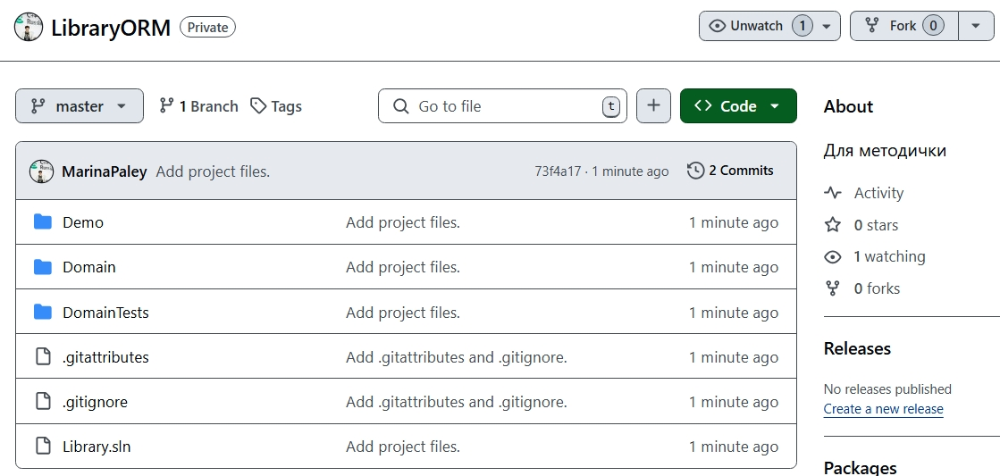 LibraryORM Private Unwatch 1 Fork 0
master 1 Branch Tags Go to file t + Code
MarinaPaley Add project files. 73f4a17 · 1 minute ago 2 Commits
Demo Add project files. 1 minute ago
Domain Add project files. 1 minute ago
DomainTests Add project files. 1 minute ago
.gitattributes Add .gitattributes and .gitignore. 1 minute ago
.gitignore Add .gitattributes and .gitignore. 1 minute ago
Library.sln Add project files. 1 minute ago
About
Для методички
Activity
0 stars
1 watching
0 forks
Releases
No releases published
Create a new release
Packages